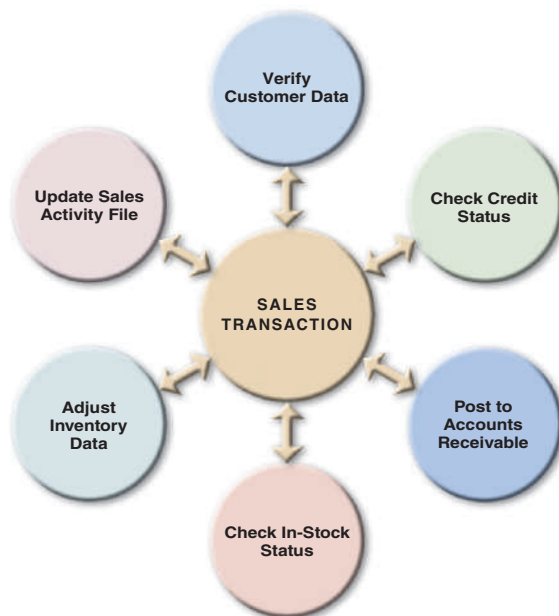 Verify
Customer Data
Update Sales
Activity File
Check Credit
Status
SALES
TRANSACTION
Adjust
Inventory
Data
Post to
Accounts
Receivable
Check In-Stock
Status